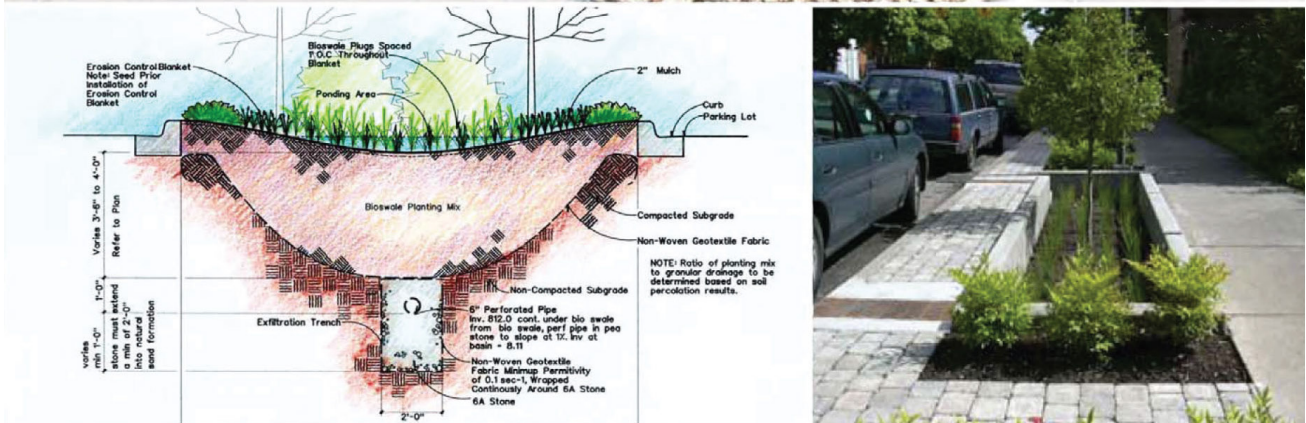 Erosion Control Blanket
Note: Seed Prior
Installation of
Erosion Control
Blanket
Bioswale Plugs Spaced
1' O.C Throughout
Blanket
Ponding Area
2" Mulch
Curb
Parking Lot
Varies 3'-6" to 4'-0"
Refer to Plan
Bioswale Planting Mix
Compacted Subgrade
Non-Woven Geotextile Fabric
NOTE: Ratio of planting mix
to granular drainage to be
determined based on soil
percolation results.
Non-Compacted Subgrade
1'-0"
varies
min 1'-0"
stone must extend
a min of 2'-0"
into natural
sand formation
Exfiltration Trench
6" Perforated Pipe
Inv. 812.0 cont. under bio swale
from bio swale, perf pipe in pea
stone to slope at 1%. Inv at
basin - 8.11
Non-Woven Geotextile
Fabric Minimup Permitivity
of 0.1 sec-1, Wrapped
Continously Around 6A Stone
6A Stone
2'-0"